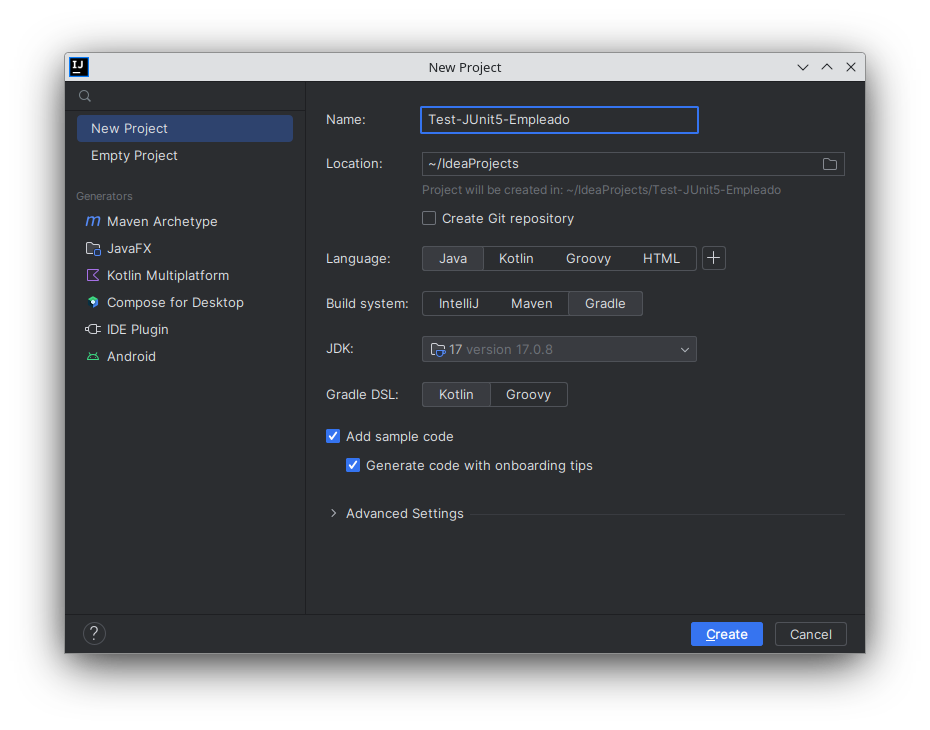 IJ
New Project
New Project
Empty Project
Generators
Maven Archetype
JavaFX
Kotlin Multiplatform
Compose for Desktop
IDE Plugin
Android
Name: Test-JUnit5-Empleado
Location: ~/IdeaProjects
Project will be created in: ~/IdeaProjects/Test-JUnit5-Empleado
Create Git repository
Language: Java Kotlin Groovy HTML +
Build system: IntelliJ Maven Gradle
JDK: 17 version 17.0.8
Gradle DSL: Kotlin Groovy
Add sample code
Generate code with onboarding tips
Advanced Settings
? Create Cancel